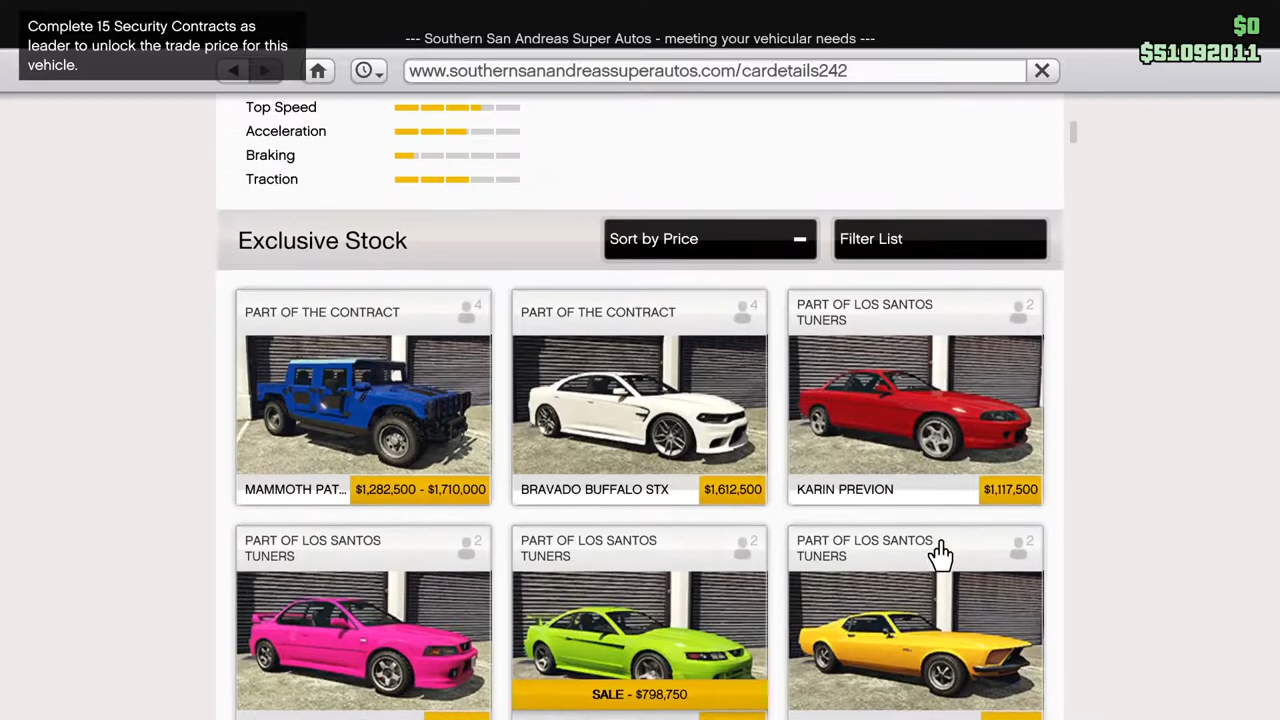 Complete 15 Security Contracts as
leader to unlock the trade price for this
vehicle.
$0
$51092011
--- Southern San Andreas Super Autos - meeting your vehicular needs ---
www.southernsanandreassuperautos.com/cardetails242
Top Speed
Acceleration
Braking
Traction
Exclusive Stock
Sort by Price
Filter List
PART OF THE CONTRACT
4
PART OF THE CONTRACT
4
PART OF LOS SANTOS
TUNERS
2
MAMMOTH PAT... $1,282,500 - $1,710,000
BRAVADO BUFFALO STX $1,612,500
KARIN PREVION $1,117,500
PART OF LOS SANTOS
TUNERS
2
PART OF LOS SANTOS
TUNERS
2
PART OF LOS SANTOS
TUNERS
2
SALE - $798,750